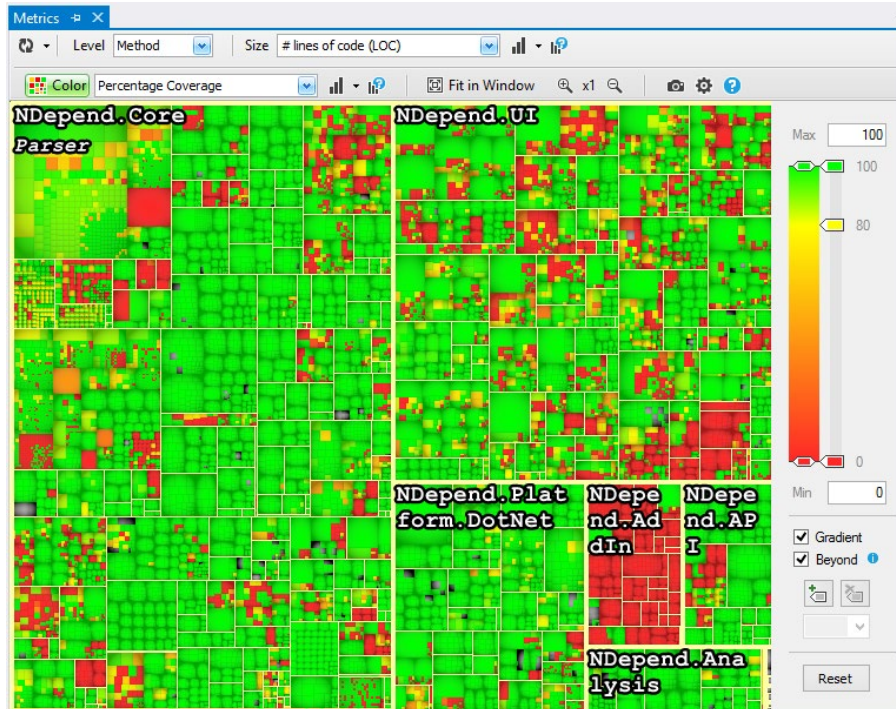 Metrics
Level Method Size # lines of code (LOC)
Color Percentage Coverage Fit in Window x1
NDepend.Core
Parser
NDepend.UI
NDepend.Plat
form.DotNet
NDepe
nd.Ad
dIn
NDepe
nd.AP
I
NDepend.Ana
lysis
Max 100
100
80
0
Min 0
Gradient
Beyond
Reset